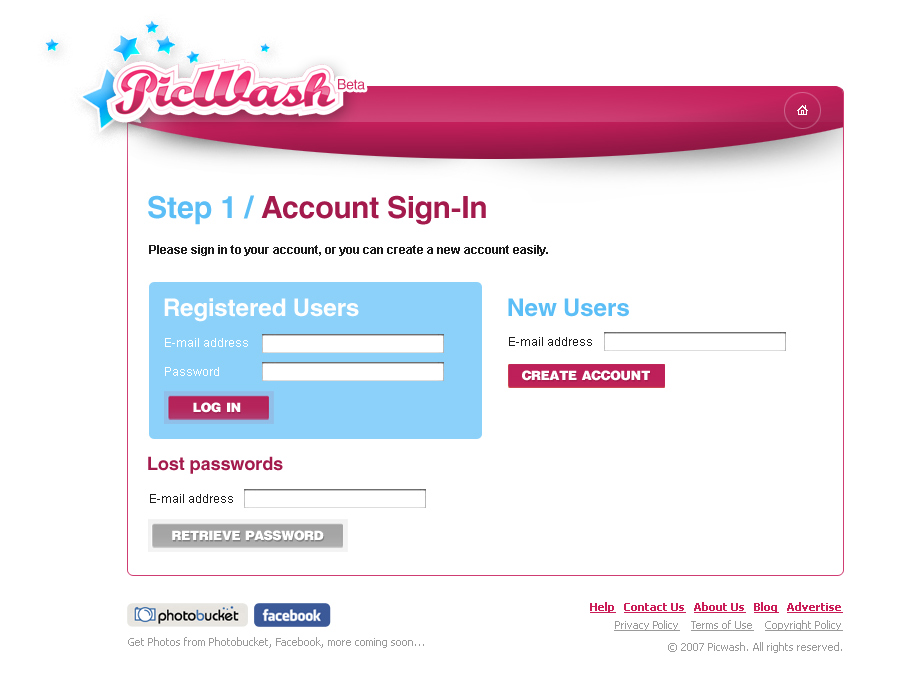 PicWash Beta
Step 1 / Account Sign-In
Please sign in to your account, or you can create a new account easily.
Registered Users
E-mail address
Password
LOG IN
New Users
E-mail address
CREATE ACCOUNT
Lost passwords
E-mail address
RETRIEVE PASSWORD
photobucket facebook
Get Photos from Photobucket, Facebook, more coming soon...
Help Contact Us About Us Blog Advertise
Privacy Policy Terms of Use Copyright Policy
© 2007 Picwash. All rights reserved.